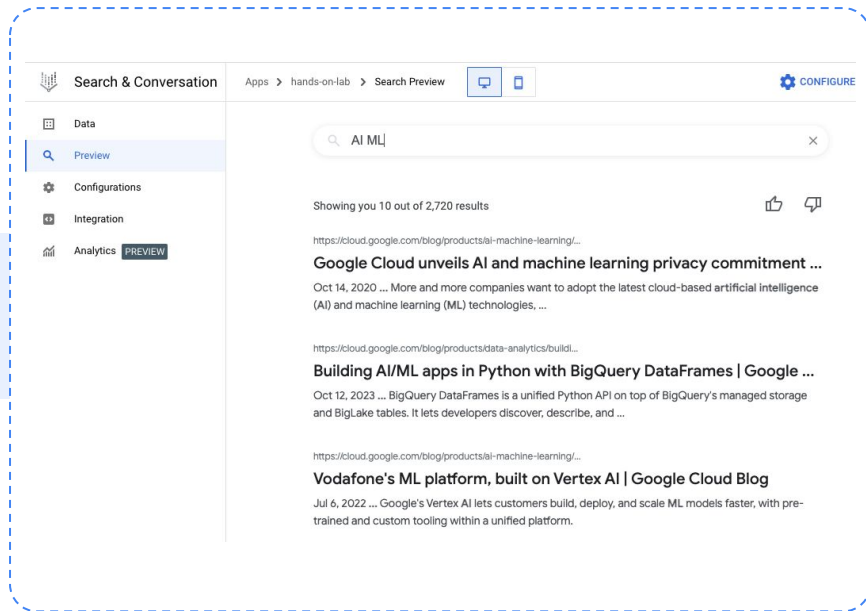 Search & Conversation
Apps > hands-on-lab > Search Preview
CONFIGURE
Data
Preview
Configurations
Integration
Analytics PREVIEW
AI ML
Showing you 10 out of 2,720 results
https://cloud.google.com/blog/products/ai-machine-learning/...
Google Cloud unveils AI and machine learning privacy commitment ...
Oct 14, 2020 ... More and more companies want to adopt the latest cloud-based artificial intelligence
(AI) and machine learning (ML) technologies, ...
https://cloud.google.com/blog/products/data-analytics/buildi...
Building AI/ML apps in Python with BigQuery DataFrames | Google ...
Oct 12, 2023 ... BigQuery DataFrames is a unified Python API on top of BigQuery's managed storage
and BigLake tables. It lets developers discover, describe, and ...
https://cloud.google.com/blog/products/ai-machine-learning/...
Vodafone's ML platform, built on Vertex AI | Google Cloud Blog
Jul 6, 2022 ... Google's Vertex AI lets customers build, deploy, and scale ML models faster, with pre-
trained and custom tooling within a unified platform.